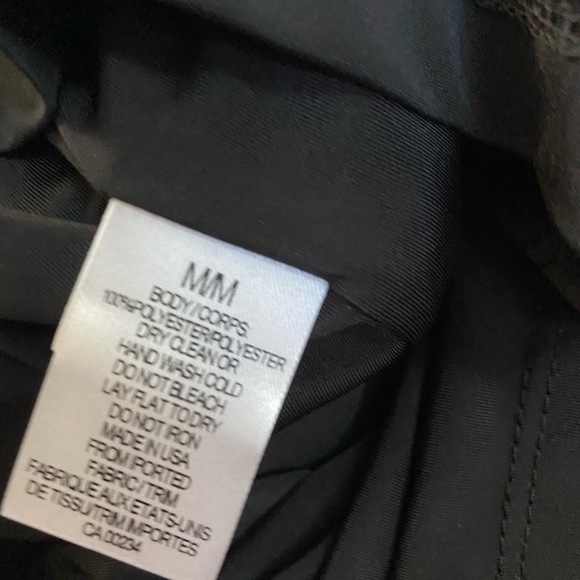 M/M
BODY/CORPS:
100%POLYESTER/POLYESTER
DRY CLEAN OR
HAND WASH COLD
DO NOT BLEACH
LAY FLAT TO DRY
DO NOT IRON
MADE IN USA
FROM IMPORTED
FABRIC/TRIM
FABRIQUE AUX ETATS-UNIS
DE TISSU/TRIM IMPORTES
CA 00234